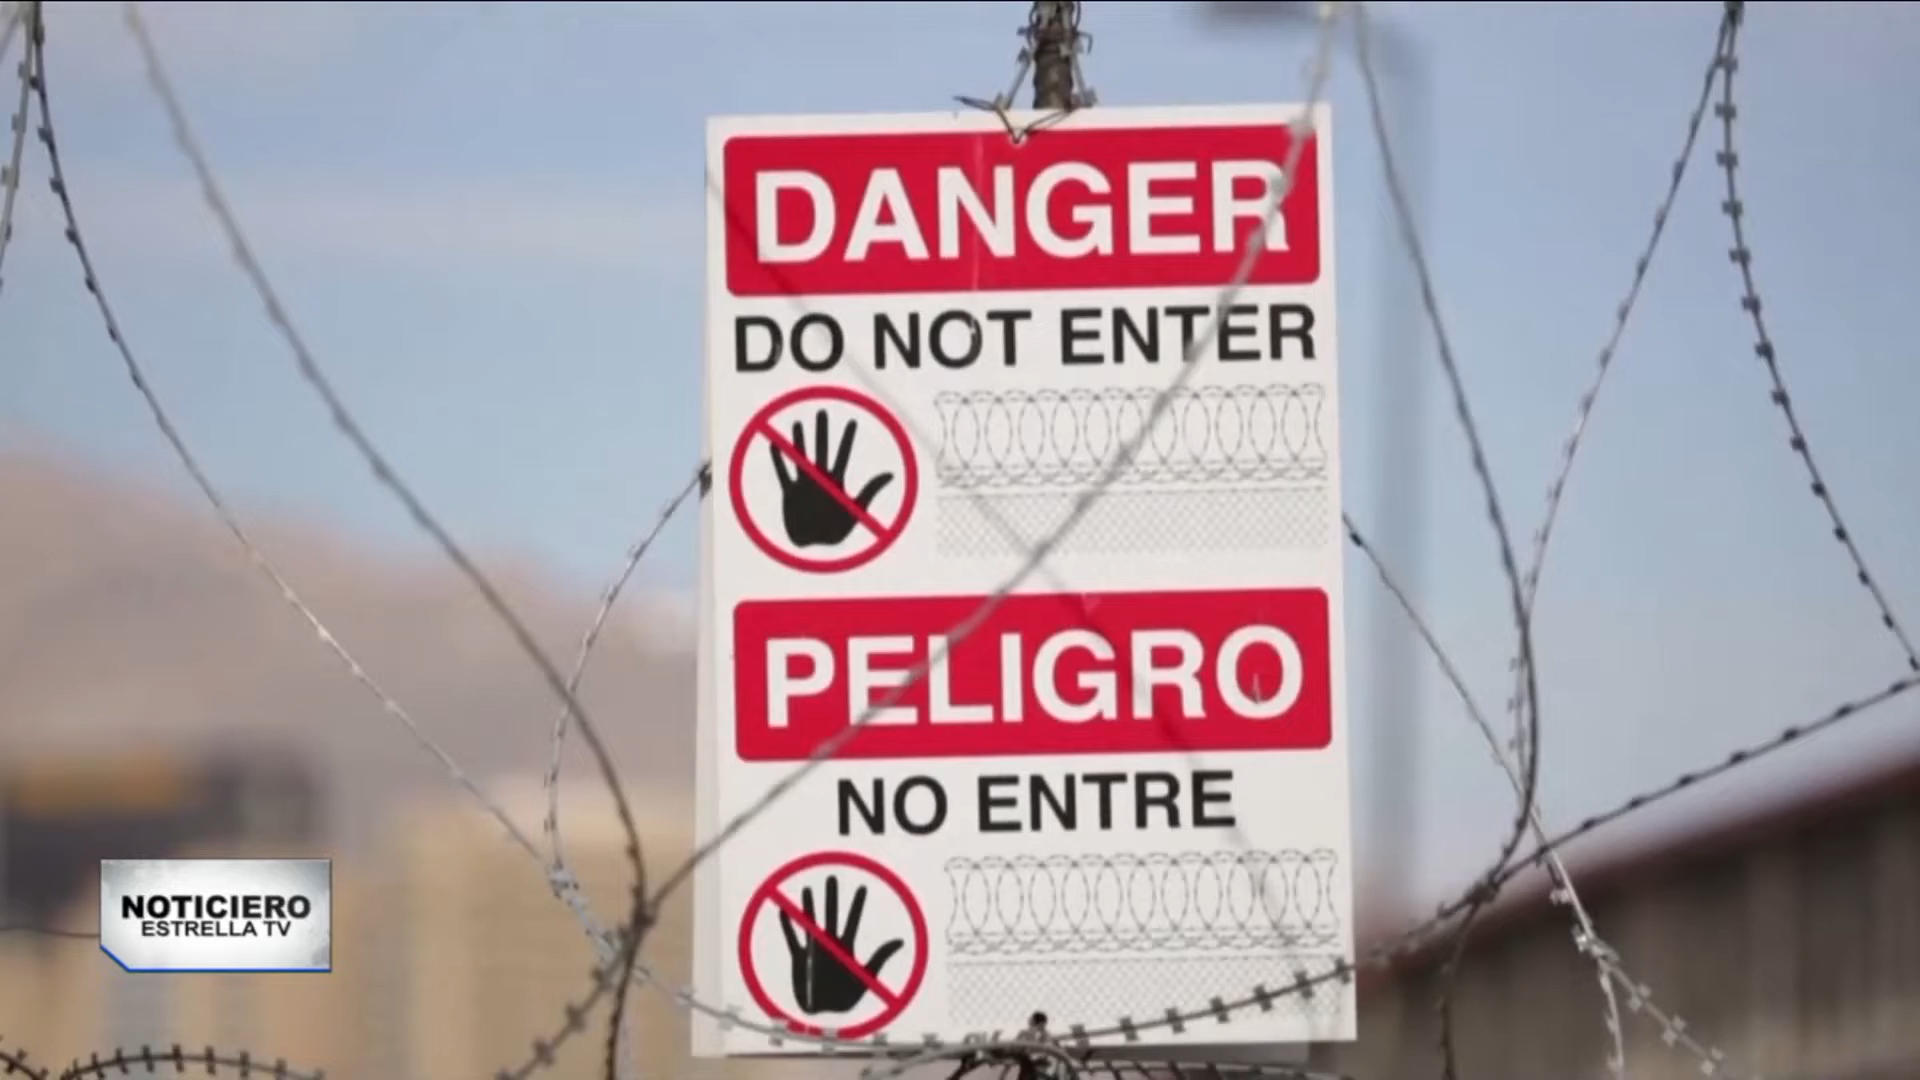 DANGER
DO NOT ENTER
PELIGRO
NO ENTRE
NOTICIERO
ESTRELLA TV